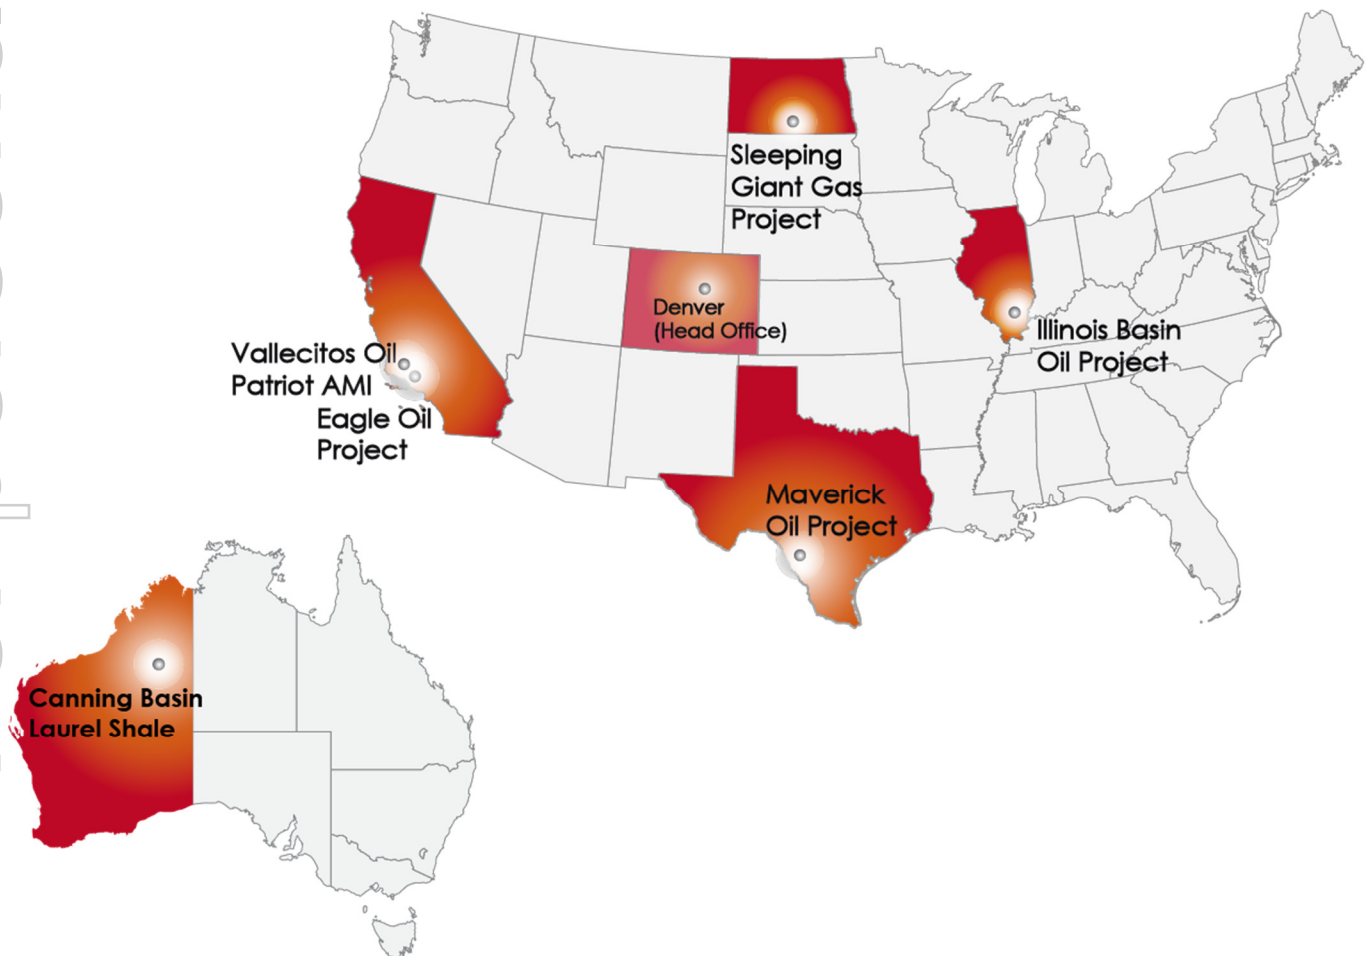 Sleeping
Giant Gas
Project
Denver
(Head Office)
Illinois Basin
Oil Project
Vallecitos Oil
Patriot AMI
Eagle Oil
Project
Maverick
Oil Project
Canning Basin
Laurel Shale